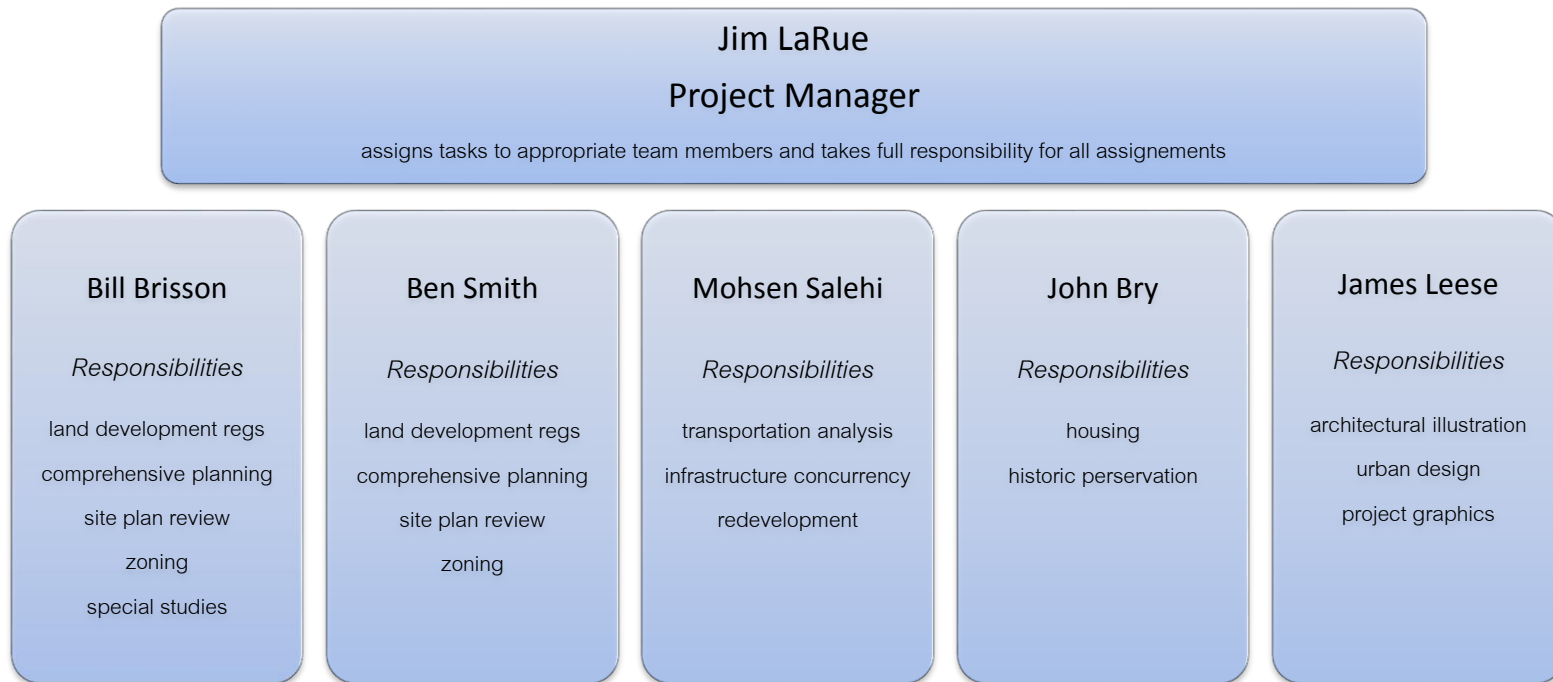 Jim LaRue
Project Manager
assigns tasks to appropriate team members and takes full responsibility for all assignements
Bill Brisson
Responsibilities
land development regs
comprehensive planning
site plan review
zoning
special studies
Ben Smith
Responsibilities
land development regs
comprehensive planning
site plan review
zoning
Mohsen Salehi
Responsibilities
transportation analysis
infrastructure concurrency
redevelopment
John Bry
Responsibilities
housing
historic perservation
James Leese
Responsibilities
architectural illustration
urban design
project graphics